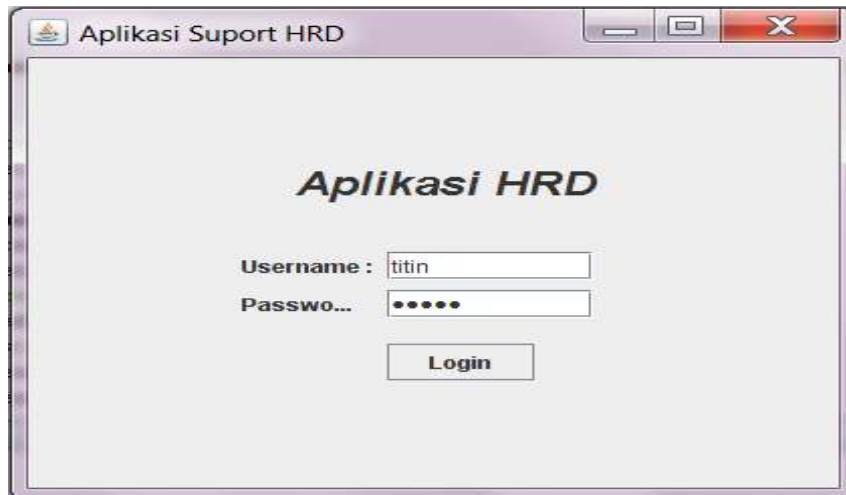 Aplikasi Suport HRD
Aplikasi HRD
Username : titin
Passwo... •••••
Login